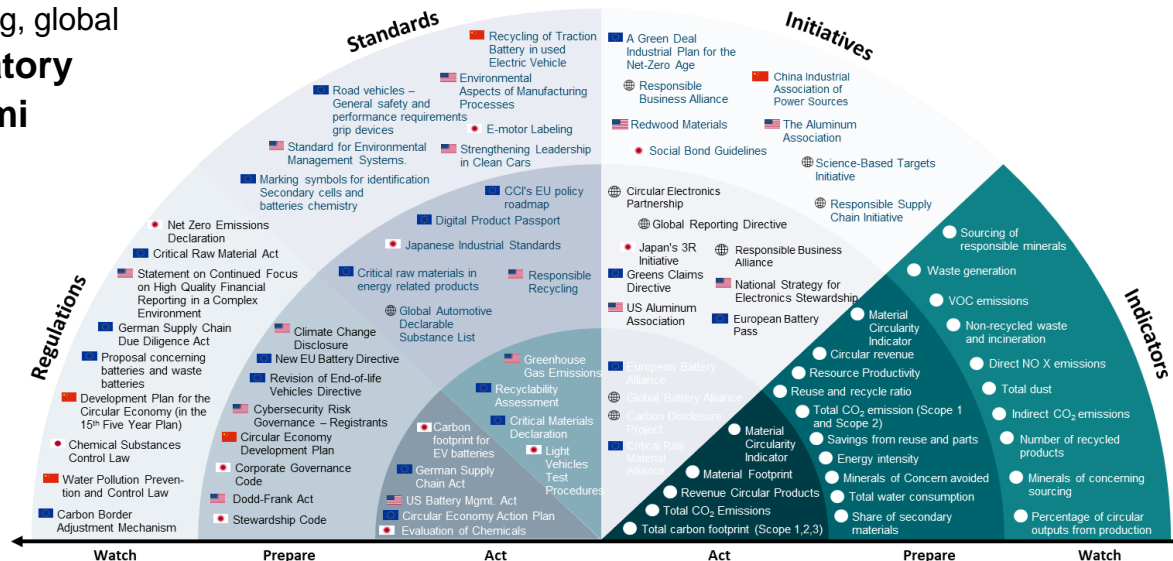 ng, global
atory
mi
Standards
Initiatives
Regulations
Indicators
Recycling of Traction
Battery in used
Electric Vehicle
Environmental
Aspects of Manufacturing
Processes
Road vehicles –
General safety and
performance requirements
grip devices
E-motor Labeling
Standard for Environmental
Management Systems.
Strengthening Leadership
in Clean Cars
Marking symbols for identification
Secondary cells and
batteries chemistry
CCI's EU policy
roadmap
Digital Product Passport
Japanese Industrial Standards
Critical raw materials in
energy related products
Responsible
Recycling
Global Automotive
Declarable
Substance List
Greenhouse
Gas Emissions
Recyclability
Assessment
Critical Materials
Declaration
Light
Vehicles
Test
Procedures
A Green Deal
Industrial Plan for the
Net-Zero Age
Responsible
Business Alliance
China Industrial
Association of
Power Sources
Redwood Materials
The Aluminum
Association
Social Bond Guidelines
Science-Based Targets
Initiative
Responsible Supply
Chain Initiative
Circular Electronics
Partnership
Global Reporting Directive
Japan's 3R
Initiative
Responsible Business
Alliance
Greens Claims
Directive
National Strategy for
Electronics Stewardship
US Aluminum
Association
European Battery
Pass
European Battery
Alliance
Global Battery Alliance
Carbon Disclosure
Project
Critical Raw
Material
Alliance
Net Zero Emissions
Declaration
Critical Raw Material Act
Statement on Continued Focus
on High Quality Financial
Reporting in a Complex
Environment
German Supply Chain
Due Diligence Act
Proposal concerning
batteries and waste
batteries
Development Plan for the
Circular Economy (in the
15th Five Year Plan)
Chemical Substances
Control Law
Water Pollution Preven-
tion and Control Law
Carbon Border
Adjustment Mechanism
Climate Change
Disclosure
New EU Battery Directive
Revision of End-of-life
Vehicles Directive
Cybersecurity Risk
Governance – Registrants
Circular Economy
Development Plan
Corporate Governance
Code
Dodd-Frank Act
Stewardship Code
Carbon
footprint for
EV batteries
German Supply
Chain Act
US Battery Mgmt. Act
Circular Economy Action Plan
Evaluation of Chemicals
Material
Circularity
Indicator
Material Footprint
Revenue Circular Products
Total CO2 Emissions
Total carbon footprint (Scope 1,2,3)
Material
Circularity
Indicator
Circular revenue
Resource Productivity
Reuse and recycle ratio
Total CO2 emission (Scope 1
and Scope 2)
Savings from reuse and parts
Energy intensity
Minerals of Concern avoided
Total water consumption
Share of secondary
materials
Sourcing of
responsible minerals
Waste generation
VOC emissions
Non-recycled waste
and incineration
Direct NO X emissions
Total dust
Indirect CO2 emissions
Number of recycled
products
Minerals of concerning
sourcing
Percentage of circular
outputs from production
Watch
Prepare
Act
Act
Prepare
Watch